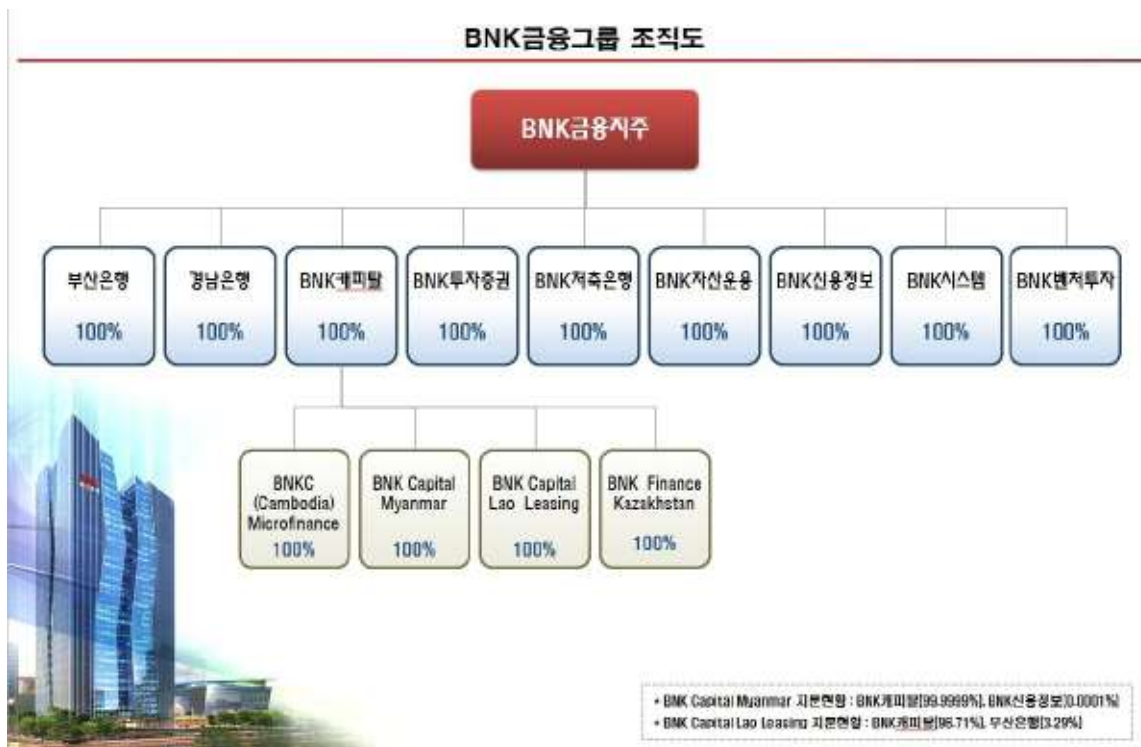 BNK금융그룹 조직도
BNK금융지주
부산은행
100%
경남은행
100%
BNK캐피탈
100%
BNK투자증권
100%
BNK저축은행
100%
BNK자산운용
100%
BNK신용정보
100%
BNK시스템
100%
BNK벤처투자
100%
BNKC
(Cambodia)
Microfinance
100%
BNK Capital
Myanmar
100%
BNK Capital
Lao Leasing
100%
BNK Finance
Kazakhstan
100%
* BNK Capital Myanmar 지분현황 : BNK캐피탈(99.9999%), BNK신용정보(0.0001%)
* BNK Capital Lao Leasing 지분현황 : BNK캐피탈(96.71%), 부산은행(3.29%)